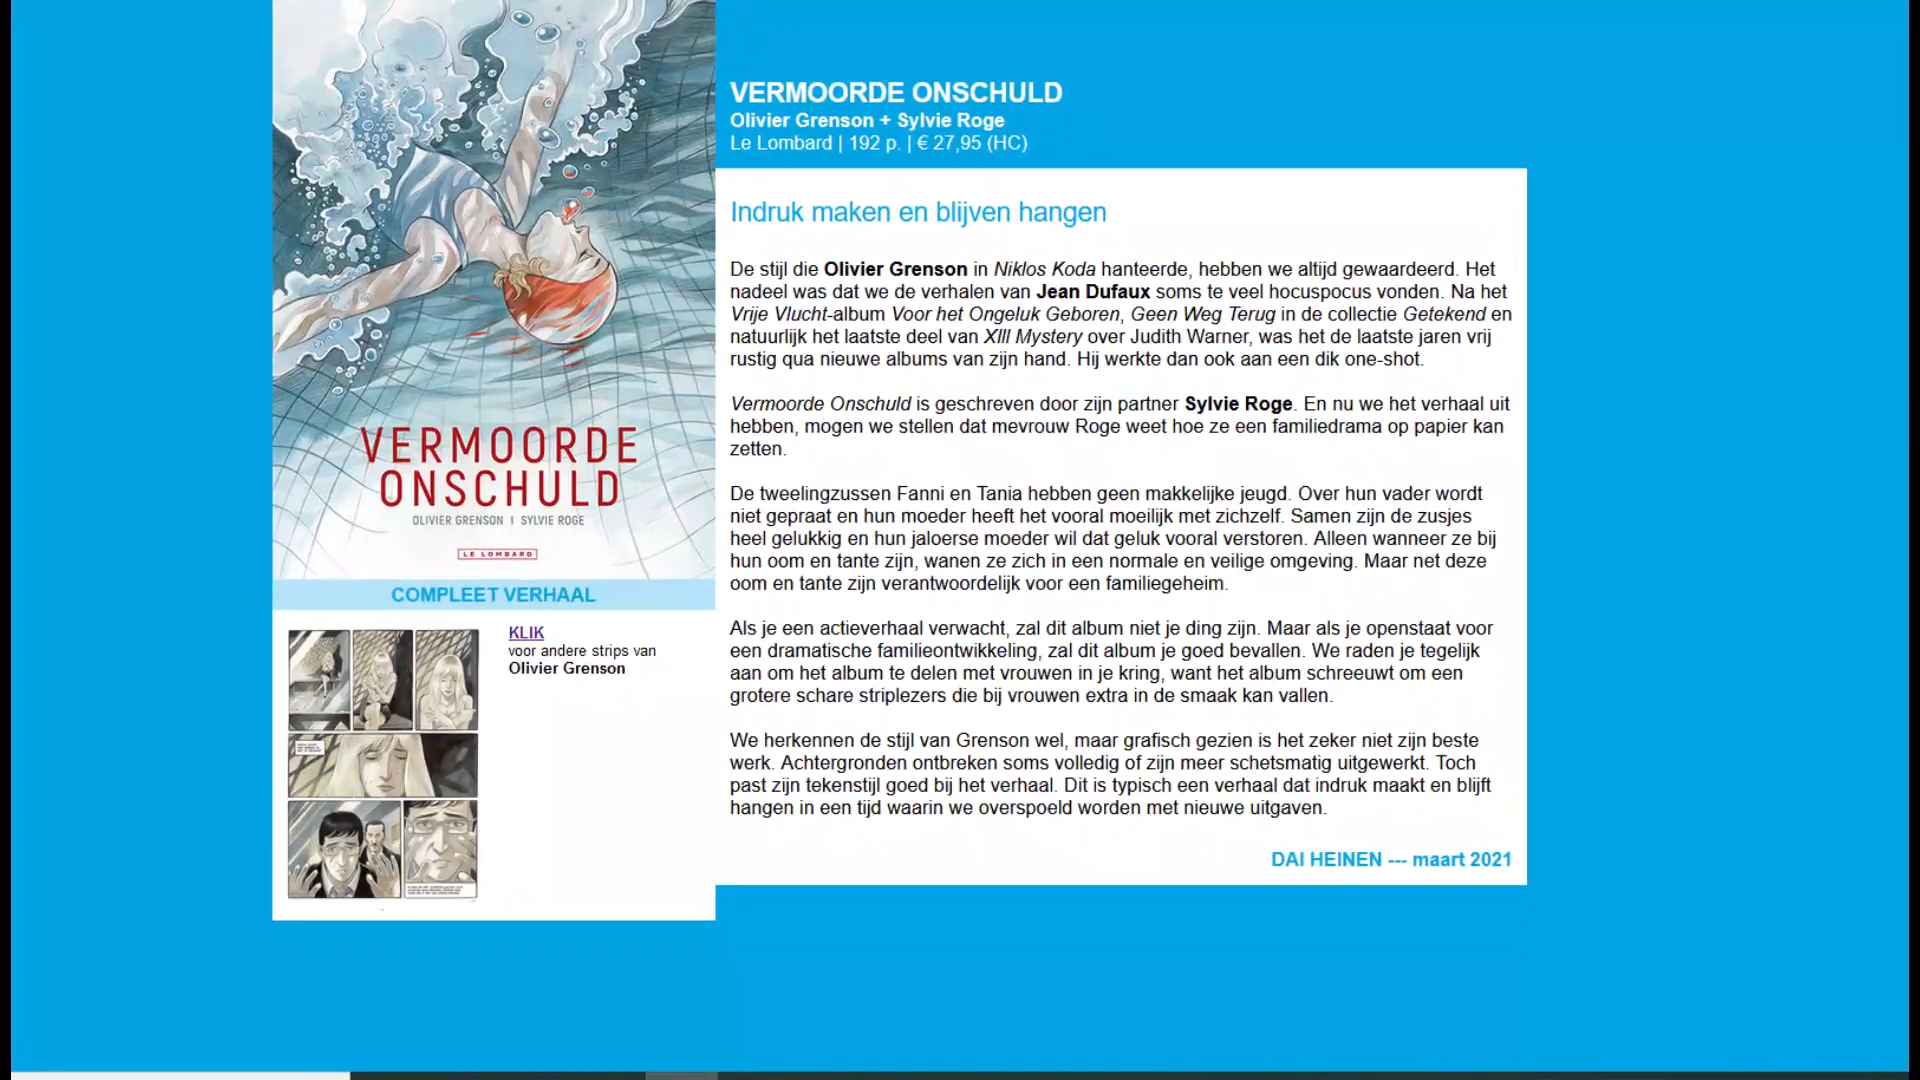 VERMOORDE
ONSCHULD
OLIVIER GRENSON | SYLVIE ROGE
LE LOMBARD
COMPLEET VERHAAL
KLIK
voor andere strips van
Olivier Grenson
VERMOORDE ONSCHULD
Olivier Grenson + Sylvie Roge
Le Lombard | 192 p. | € 27,95 (HC)
Indruk maken en blijven hangen
De stijl die Olivier Grenson in Niklos Koda hanteerde, hebben we altijd gewaardeerd. Het
nadeel was dat we de verhalen van Jean Dufaux soms te veel hocuspocus vonden. Na het
Vrije Vlucht-album Voor het Ongeluk Geboren, Geen Weg Terug in de collectie Getekend en
natuurlijk het laatste deel van XIII Mystery over Judith Warner, was het de laatste jaren vrij
rustig qua nieuwe albums van zijn hand. Hij werkte dan ook aan een dik one-shot.
Vermoorde Onschuld is geschreven door zijn partner Sylvie Roge. En nu we het verhaal uit
hebben, mogen we stellen dat mevrouw Roge weet hoe ze een familiedrama op papier kan
zetten.
De tweelingzussen Fanni en Tania hebben geen makkelijke jeugd. Over hun vader wordt
niet gepraat en hun moeder heeft het vooral moeilijk met zichzelf. Samen zijn de zusjes
heel gelukkig en hun jaloerse moeder wil dat geluk vooral verstoren. Alleen wanneer ze bij
hun oom en tante zijn, wanen ze zich in een normale en veilige omgeving. Maar net deze
oom en tante zijn verantwoordelijk voor een familiegeheim.
Als je een actieverhaal verwacht, zal dit album niet je ding zijn. Maar als je openstaat voor
een dramatische familieontwikkeling, zal dit album je goed bevallen. We raden je tegelijk
aan om het album te delen met vrouwen in je kring, want het album schreeuwt om een
grotere schare striplezers die bij vrouwen extra in de smaak kan vallen.
We herkennen de stijl van Grenson wel, maar grafisch gezien is het zeker niet zijn beste
werk. Achtergronden ontbreken soms volledig of zijn meer schetsmatig uitgewerkt. Toch
past zijn tekenstijl goed bij het verhaal. Dit is typisch een verhaal dat indruk maakt en blijft
hangen in een tijd waarin we overspoeld worden met nieuwe uitgaven.
DAI HEINEN --- maart 2021